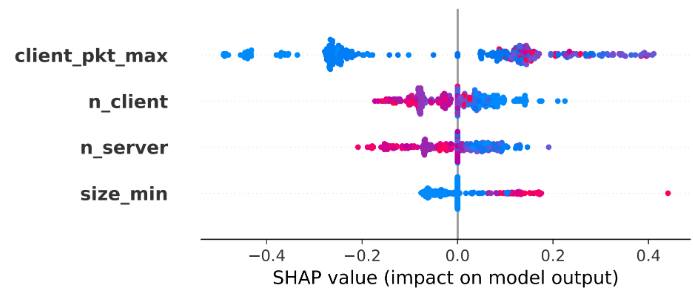 client_pkt_max
n_client
n_server
size_min
−0.4 −0.2 0.0 0.2 0.4
SHAP value (impact on model output)